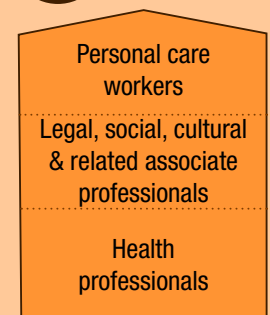 Personal care
workers
Legal, social, cultural
& related associate
professionals
Health
professionals